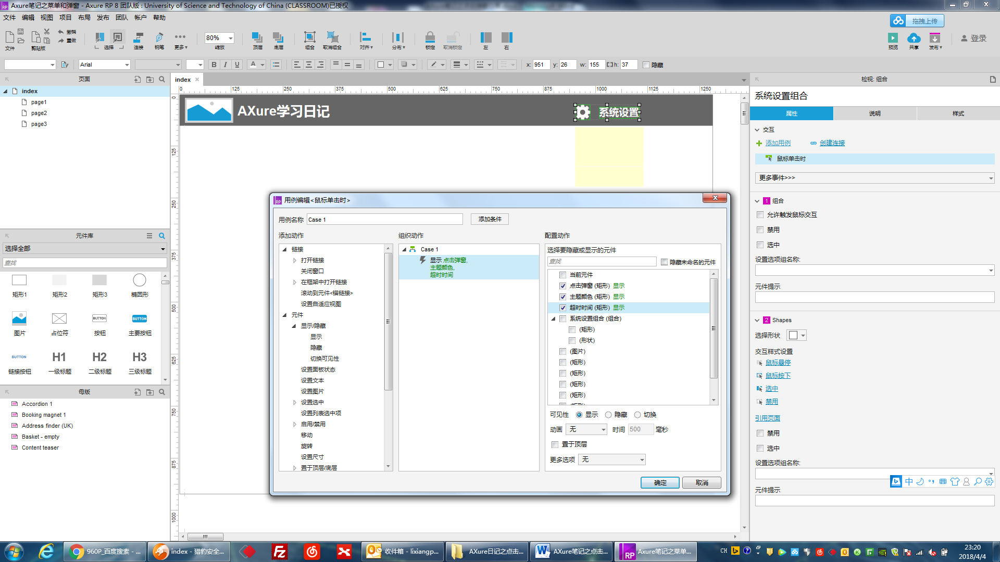 Axure笔记之菜单和弹窗 - Axure RP 8 团队版 : University of Science and Technology of China (CLASSROOM)已授权
文件 编辑 视图 项目 布局 发布 团队 帐户 帮助
拖拽上传
撤销
重做
文件 剪贴板 选择 连接 钢笔 更多 80% 缩放 顶层 底层 组合 取消组合 对齐 分布 锁定 取消锁定 左 右 预览 共享 发布 登录
Arial B I U A x: 951 y: 26 w: 155 h: 37 隐藏
页面
index
page1
page2
page3
index
0 125 250 375 500 625 750 875 1000 1125 1250
0
125
250
375
500
625
750
875
1000
AXure学习日记
系统设置
元件库
选择全部
查找
矩形1 矩形2 矩形3 椭圆形
BUTTON BUTTON
图片 占位符 按钮 主要按钮
BUTTON H1 H2 H3
链接按钮 一级标题 二级标题 三级标题
母版
Accordion 1
Booking magnet 1
Address finder (UK)
Basket - empty
Content teaser
用例编辑<鼠标单击时>
用例名称 Case 1 添加条件
添加动作
链接
打开链接
关闭窗口
在框架中打开链接
滚动到元件<锚链接>
设置自适应视图
元件
显示/隐藏
显示
隐藏
切换可见性
设置面板状态
设置文本
设置图片
设置选中
设置列表选中项
启用/禁用
移动
旋转
设置尺寸
置于顶层/底层
组织动作
Case 1
显示 点击弹窗,
主题颜色,
超时时间
配置动作
选择要隐藏或显示的元件
查找 隐藏未命名的元件
当前元件
点击弹窗 (矩形) 显示
主题颜色 (矩形) 显示
超时时间 (矩形) 显示
系统设置组合 (组合)
(矩形)
(形状)
(图片)
(矩形)
(矩形)
(矩形)
(矩形)
(矩形)
可见性 显示 隐藏 切换
动画 无 时间 500 毫秒
置于顶层
更多选项 无
确定 取消
检视: 组合
系统设置组合
属性 说明 样式
交互
添加用例 创建连接
鼠标单击时
更多事件>>>
1 组合
允许触发鼠标交互
禁用
选中
设置选项组名称:
元件提示
2 Shapes
选择形状
交互样式设置
鼠标悬停
鼠标按下
选中
禁用
引用页面
禁用
选中
设置选项组名称:
中
元件提示
960P_百度搜索 - ...
index - 猎豹安全...
收件箱 - lixiangp...
AXure日记之点击...
AXure笔记之点击...
Axure笔记之菜单...
CH
23:20
2018/4/4